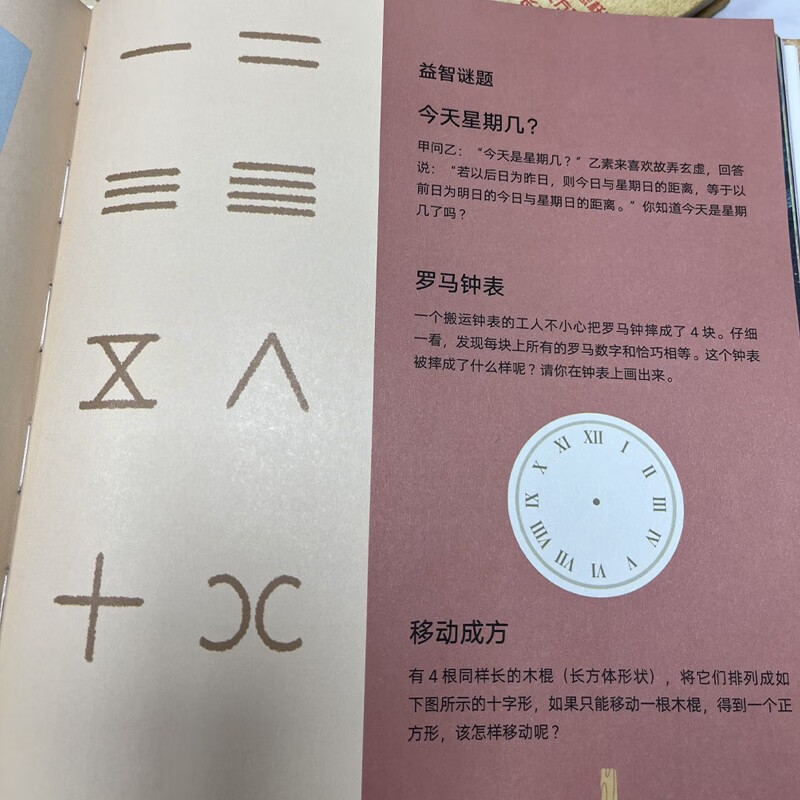 益智谜题
今天星期几？
甲问乙：“今天是星期几？”乙素来喜欢故弄玄虚，回答
说：“若以后日为昨日，则今日与星期日的距离，等于以
前日为明日的今日与星期日的距离。”你知道今天是星期
几了吗？
罗马钟表
一个搬运钟表的工人不小心把罗马钟摔成了 4 块。仔细
一看，发现每块上所有的罗马数字和恰巧相等。这个钟表
被摔成了什么样呢？请你在钟表上画出来。
XII
I
II
III
IV
V
VI
VII
VIII
IX
X
XI
移动成方
有 4 根同样长的木棍（长方体形状），将它们排列成如
下图所示的十字形，如果只能移动一根木棍，得到一个正
方形，该怎样移动呢？